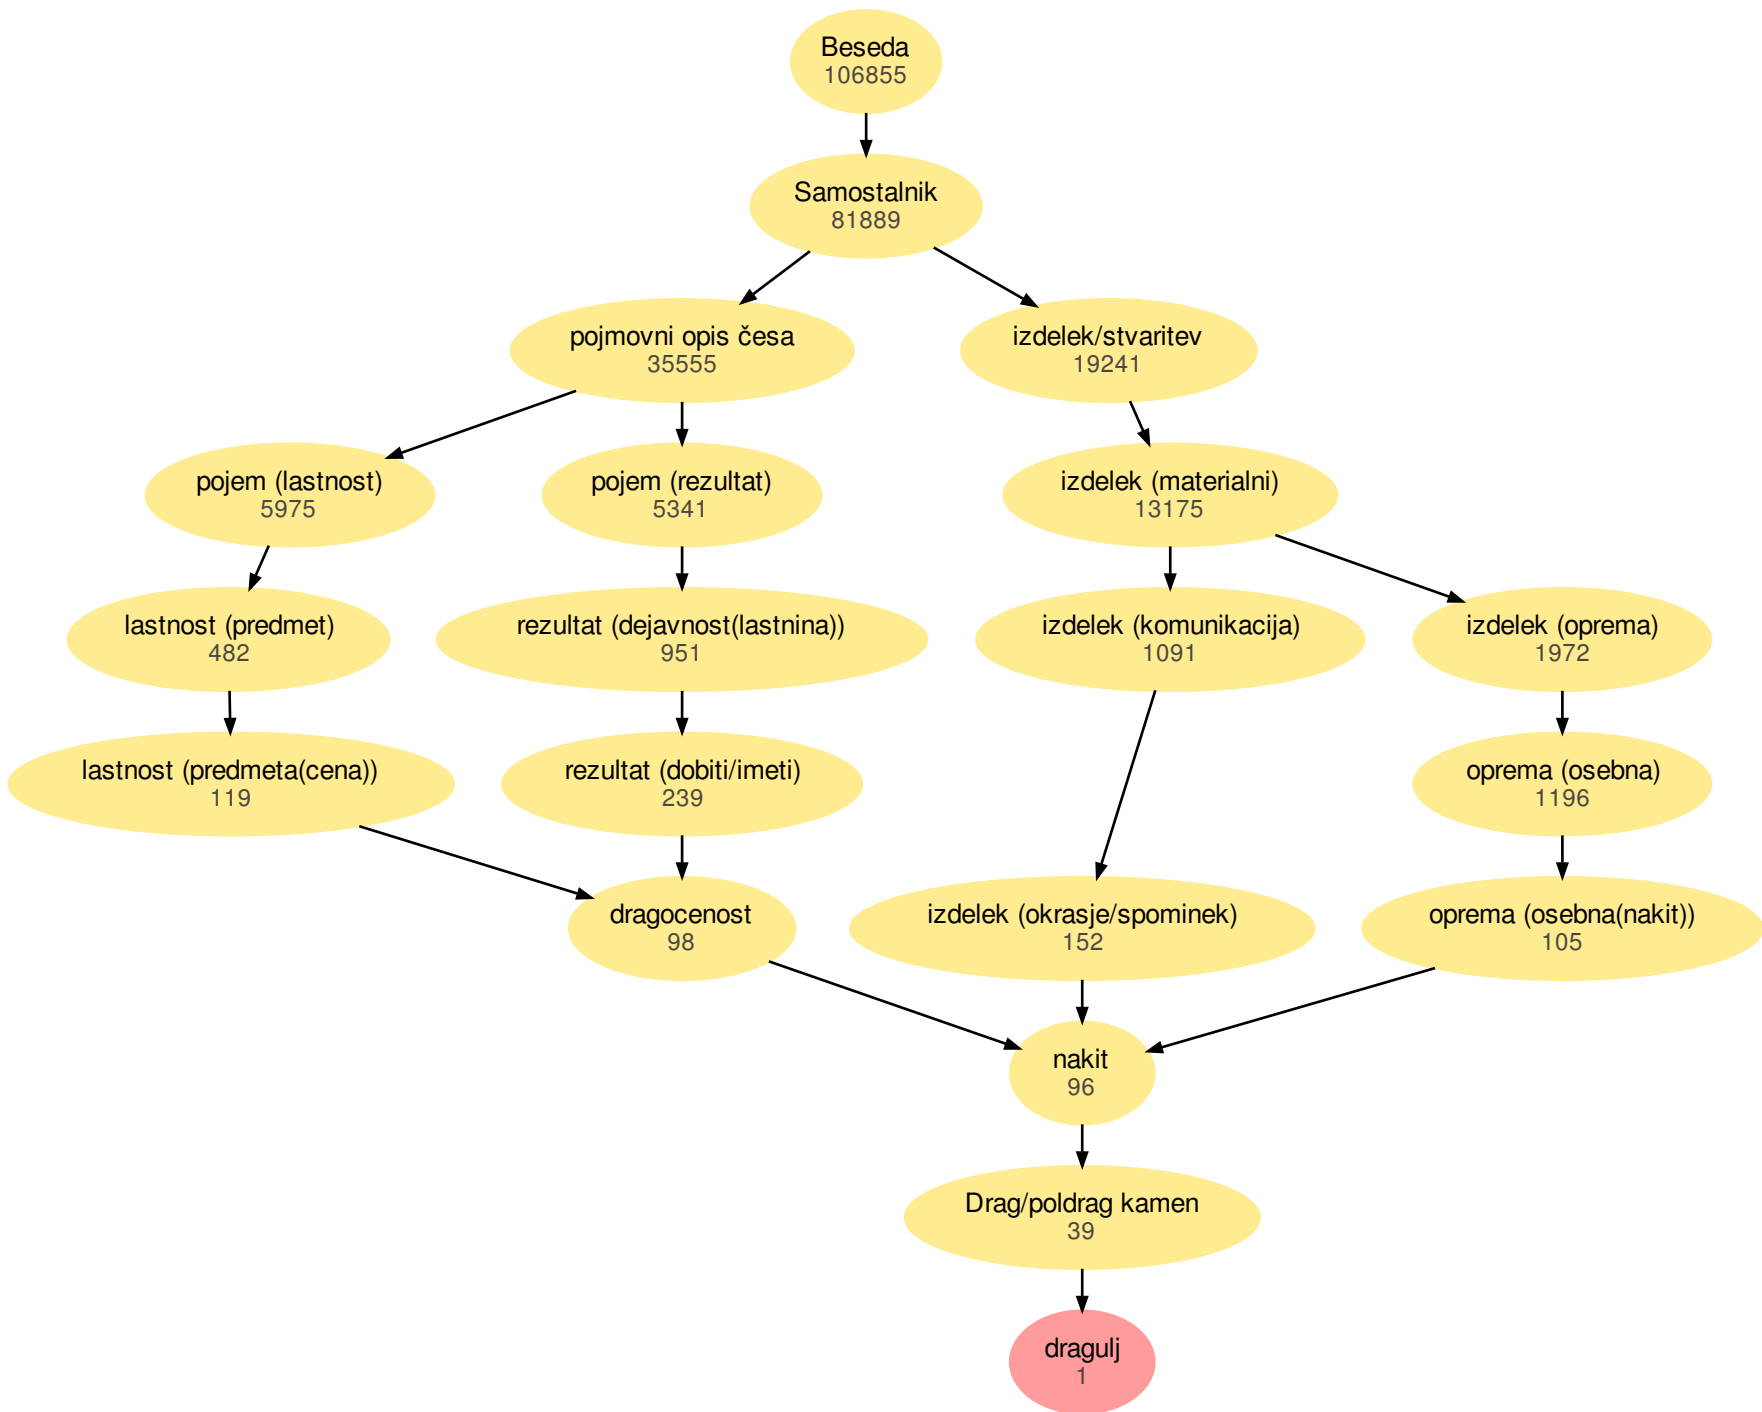 Beseda
106855
Samostalnik
81889
pojmovni opis česa
35555
izdelek/stvaritev
19241
pojem (lastnost)
5975
pojem (rezultat)
5341
izdelek (materialni)
13175
lastnost (predmet)
482
rezultat (dejavnost(lastnina))
951
izdelek (komunikacija)
1091
izdelek (oprema)
1972
lastnost (predmeta(cena))
119
rezultat (dobiti/imeti)
239
oprema (osebna)
1196
dragocenost
98
izdelek (okrasje/spominek)
152
oprema (osebna(nakit))
105
nakit
96
Drag/poldrag kamen
39
dragulj
1